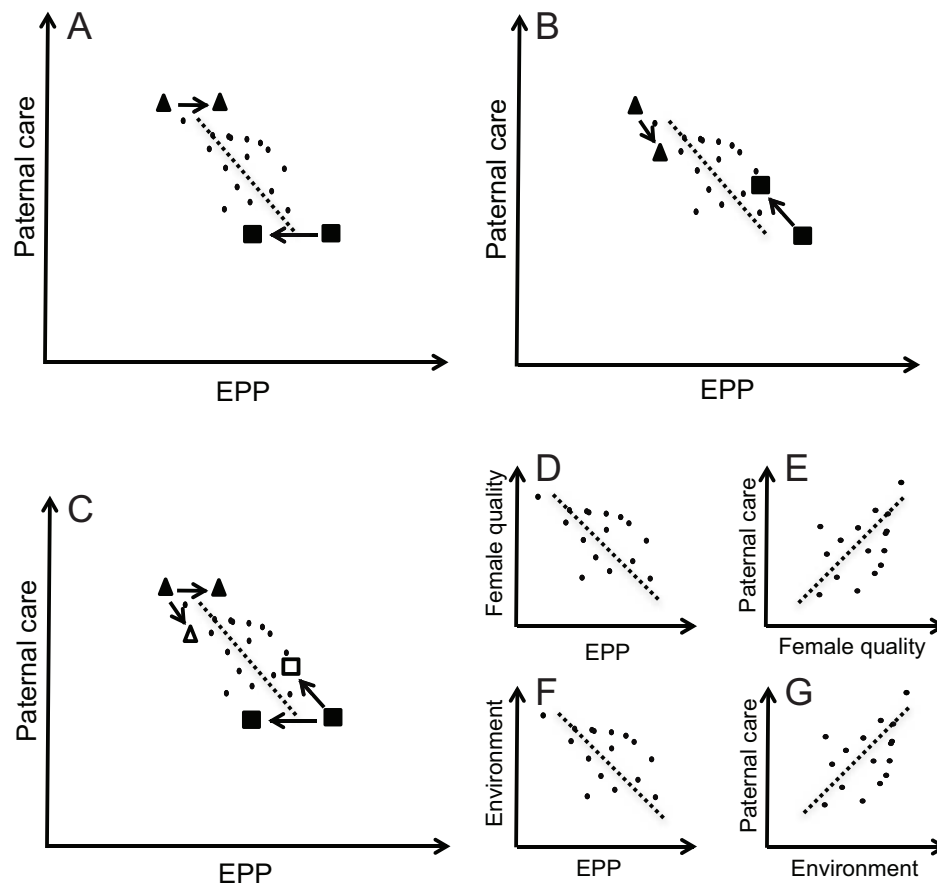 A
Paternal care
EPP
B
Paternal care
EPP
C
Paternal care
EPP
D
Female quality
EPP
E
Paternal care
Female quality
F
Environment
EPP
G
Paternal care
Environment